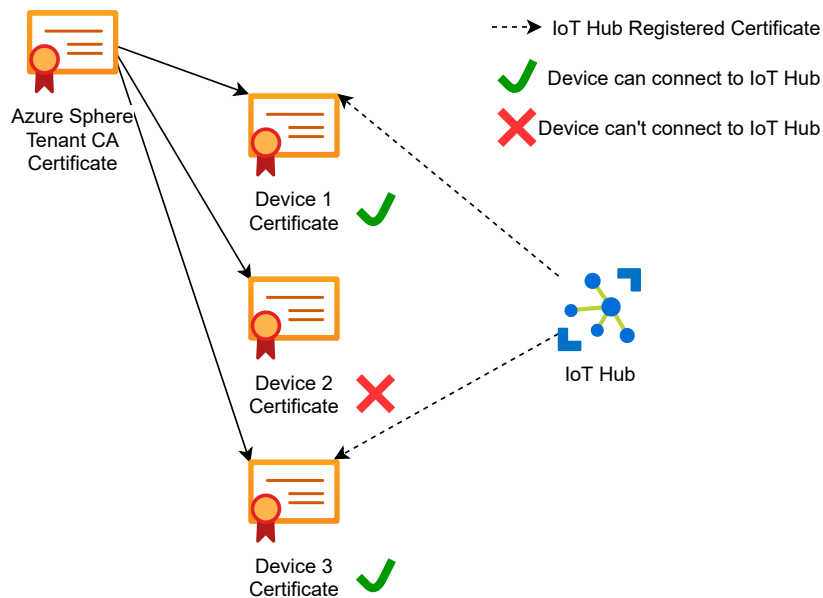 IoT Hub Registered Certificate
Device can connect to IoT Hub
Device can't connect to IoT Hub
Azure Sphere
Tenant CA
Certificate
Device 1
Certificate
IoT Hub
Device 2
Certificate
Device 3
Certificate